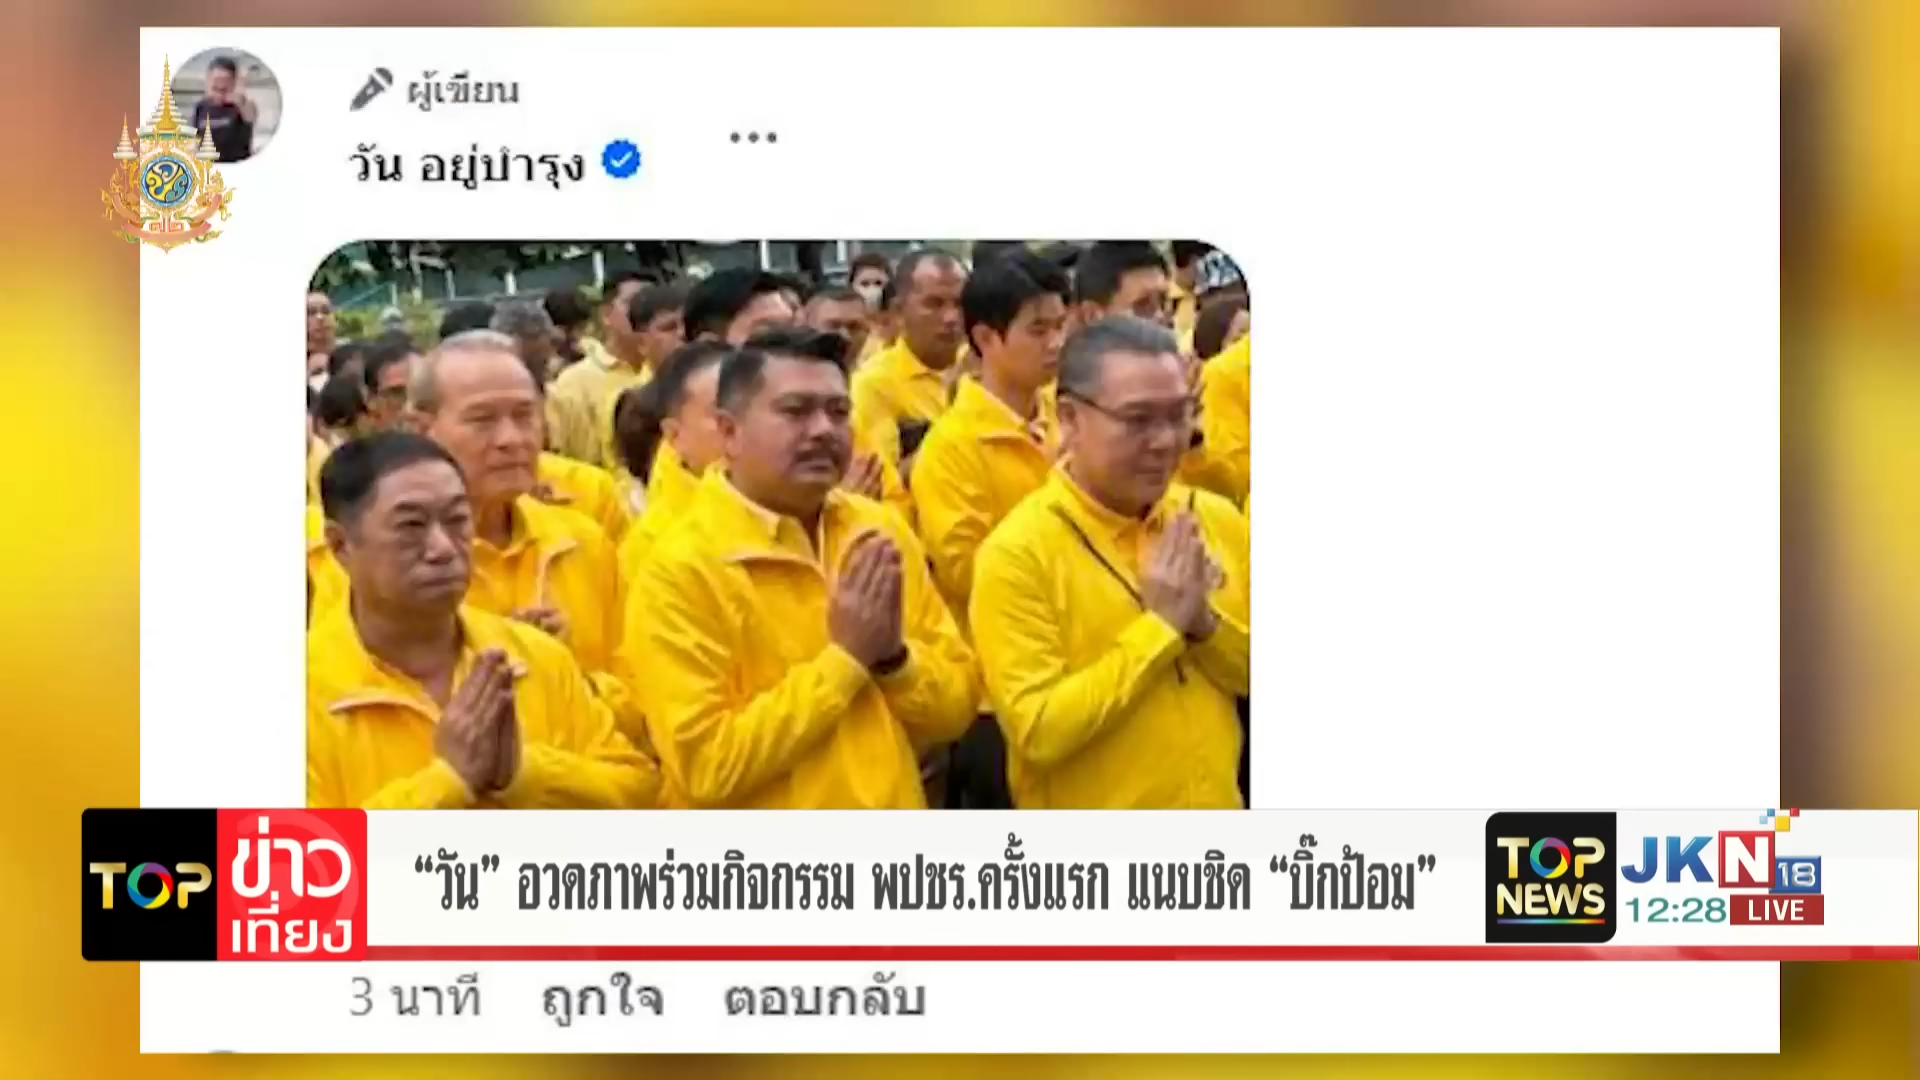 ผู้เขียน
วัน อยู่บำรุง
TOP
ข่าว
เที่ยง
“วัน” อวดภาพร่วมกิจกรรม พปชร.ครั้งแรก แนบชิด “บิ๊กป้อม”
TOP
NEWS
JKN
18
12:28
LIVE
3 นาที ถูกใจ ตอบกลับ